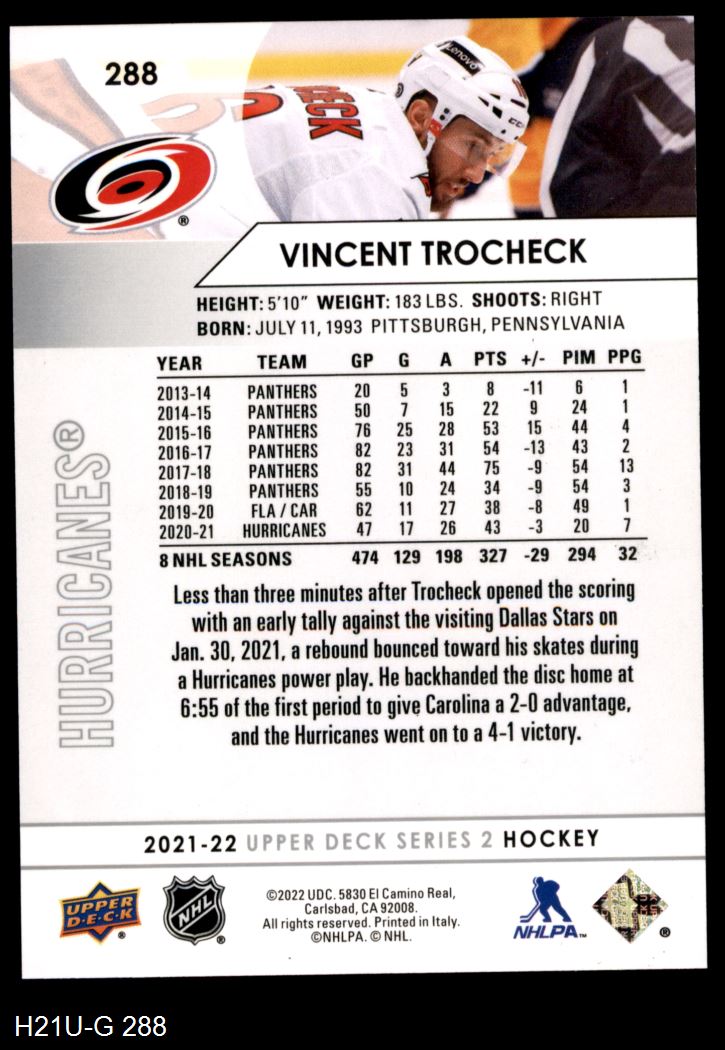 288
Lenovo
CCM
ECK
®
VINCENT TROCHECK
HEIGHT: 5'10" WEIGHT: 183 LBS. SHOOTS: RIGHT
BORN: JULY 11, 1993 PITTSBURGH, PENNSYLVANIA
YEAR TEAM GP G A PTS +/- PIM PPG
2013-14 PANTHERS 20 5 3 8 -11 6 1
2014-15 PANTHERS 50 7 15 22 9 24 1
2015-16 PANTHERS 76 25 28 53 15 44 4
2016-17 PANTHERS 82 23 31 54 -13 43 2
2017-18 PANTHERS 82 31 44 75 -9 54 13
2018-19 PANTHERS 55 10 24 34 -9 54 3
2019-20 FLA / CAR 62 11 27 38 -8 49 1
2020-21 HURRICANES 47 17 26 43 -3 20 7
8 NHL SEASONS 474 129 198 327 -29 294 32
HURRICANES®
Less than three minutes after Trocheck opened the scoring
with an early tally against the visiting Dallas Stars on
Jan. 30, 2021, a rebound bounced toward his skates during
a Hurricanes power play. He backhanded the disc home at
6:55 of the first period to give Carolina a 2-0 advantage,
and the Hurricanes went on to a 4-1 victory.
2021-22 UPPER DECK SERIES 2 HOCKEY
UPPER
D·E·C·K
®
NHL
®
©2022 UDC. 5830 El Camino Real,
Carlsbad, CA 92008.
All rights reserved. Printed in Italy.
©NHLPA. © NHL.
NHLPA™
®
H21U-G 288